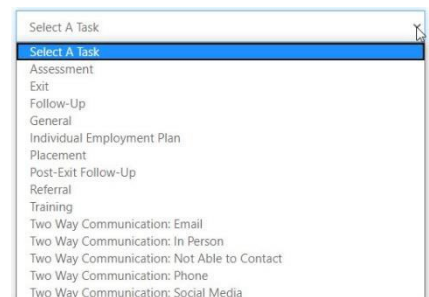 Select A Task
Select A Task
Assessment
Exit
Follow-Up
General
Individual Employment Plan
Placement
Post-Exit Follow-Up
Referral
Training
Two Way Communication: Email
Two Way Communication: In Person
Two Way Communication: Not Able to Contact
Two Way Communication: Phone
Two Way Communication: Social Media